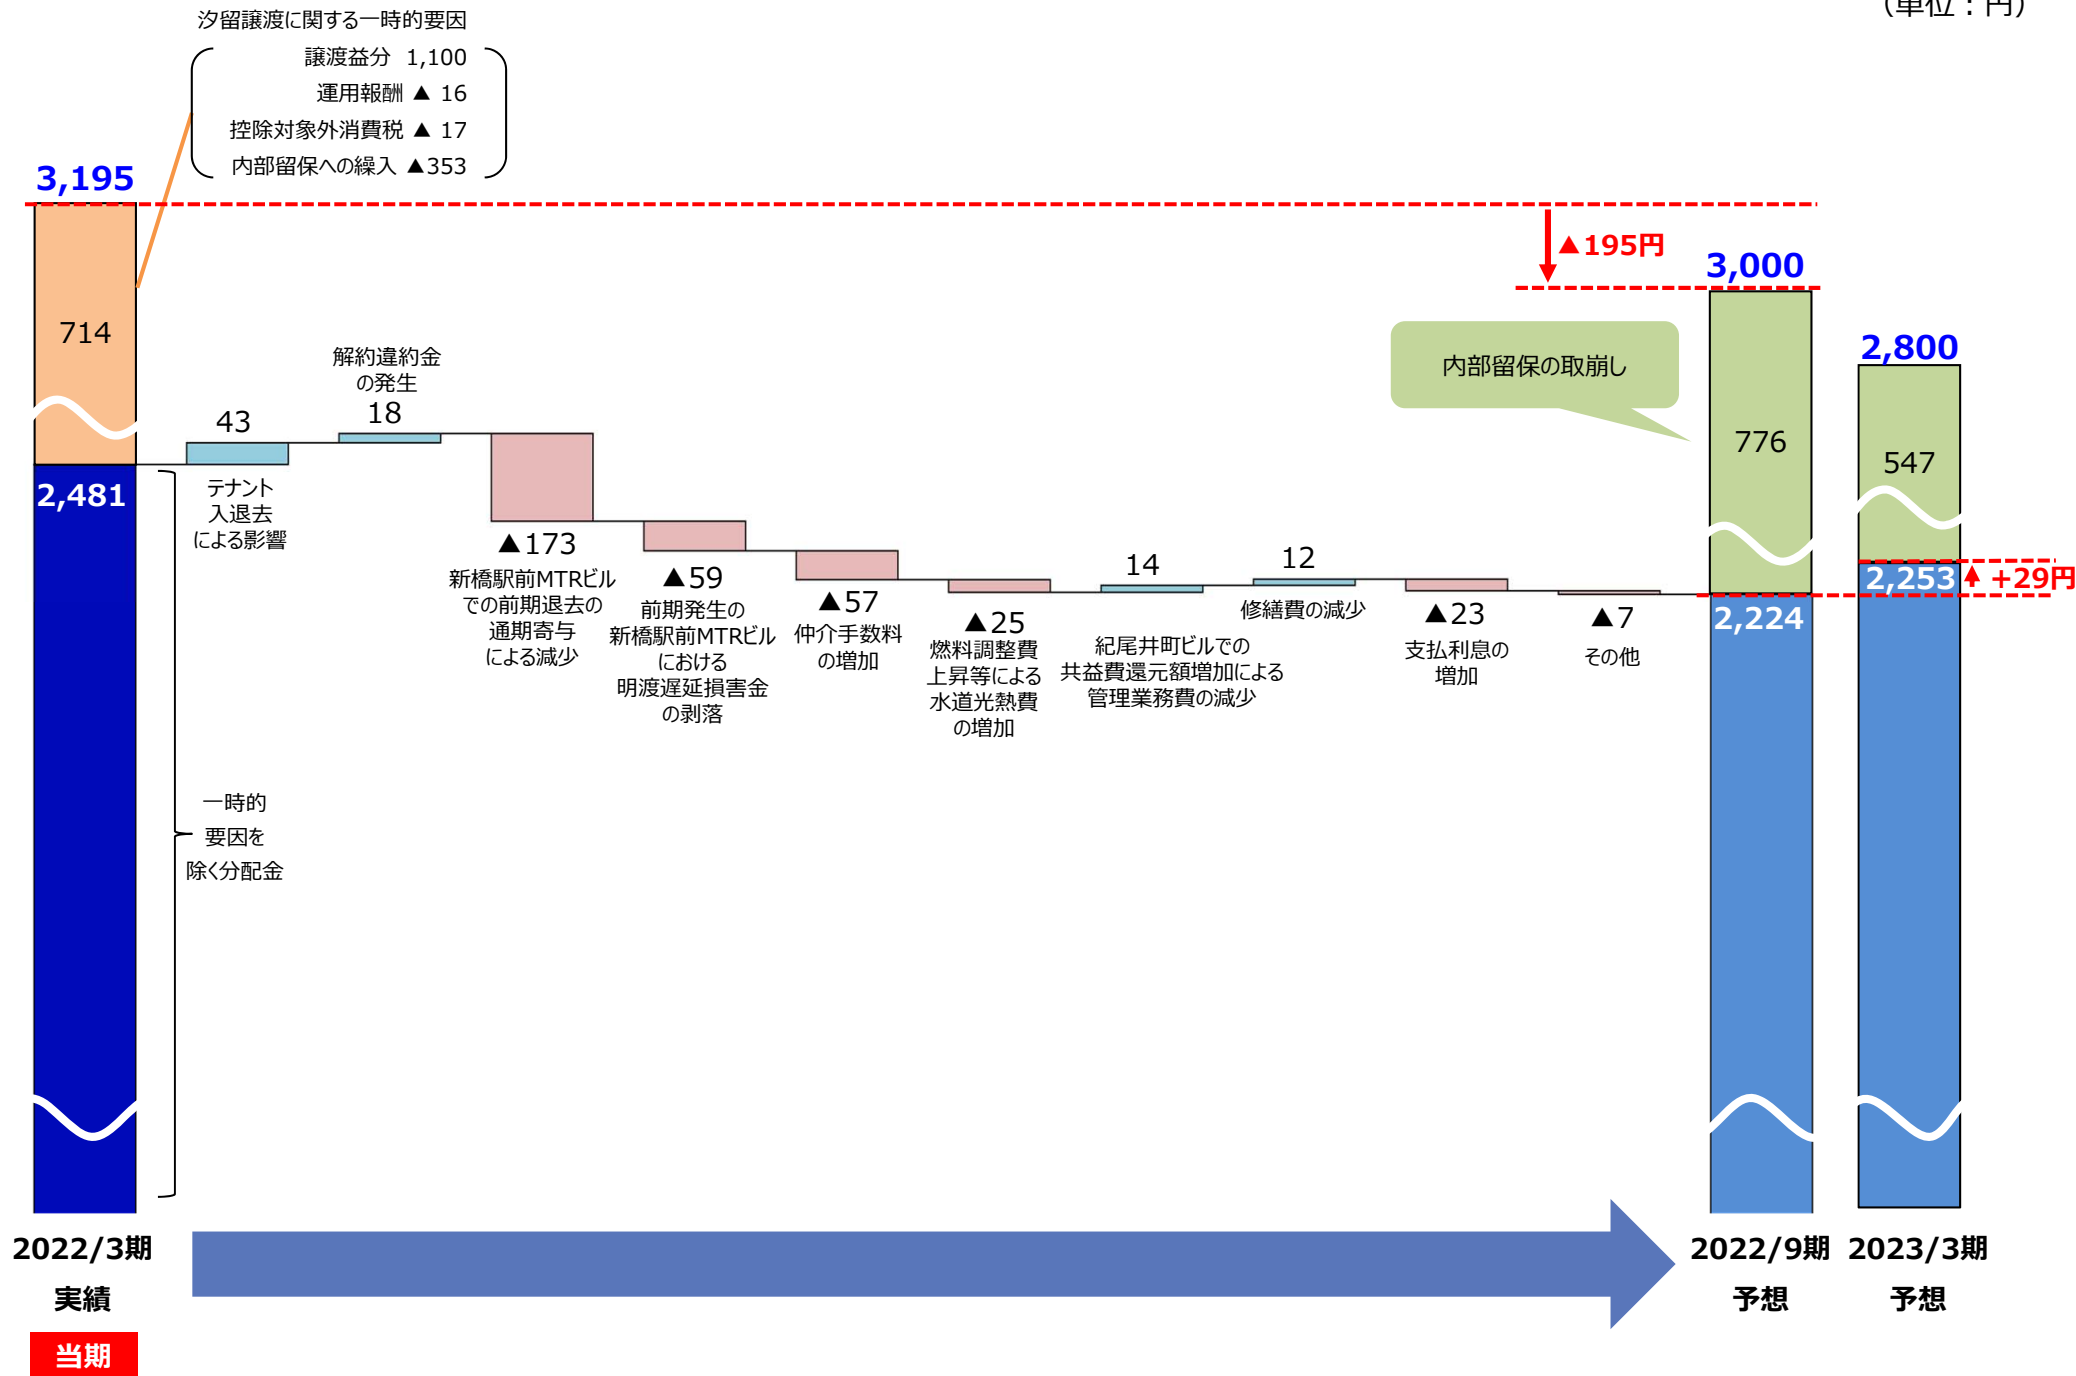 （単位：円）
汐留譲渡に関する一時的要因
譲渡益分 1,100
運用報酬 ▲ 16
控除対象外消費税 ▲ 17
内部留保への繰入 ▲353
3,195
714
2,481
一時的
要因を
除く分配金
43
テナント
入退去
による影響
解約違約金
の発生
18
▲173
新橋駅前MTRビル
での前期退去の
通期寄与
による減少
▲59
前期発生の
新橋駅前MTRビル
における
明渡遅延損害金
の剥落
▲57
仲介手数料
の増加
▲25
燃料調整費
上昇等による
水道光熱費
の増加
14
紀尾井町ビルでの
共益費還元額増加による
管理業務費の減少
12
修繕費の減少
▲23
支払利息の
増加
▲7
その他
▲195円
内部留保の取崩し
3,000
776
2,224
2,800
547
2,253
+29円
2022/3期
実績
当期
2022/9期
予想
2023/3期
予想